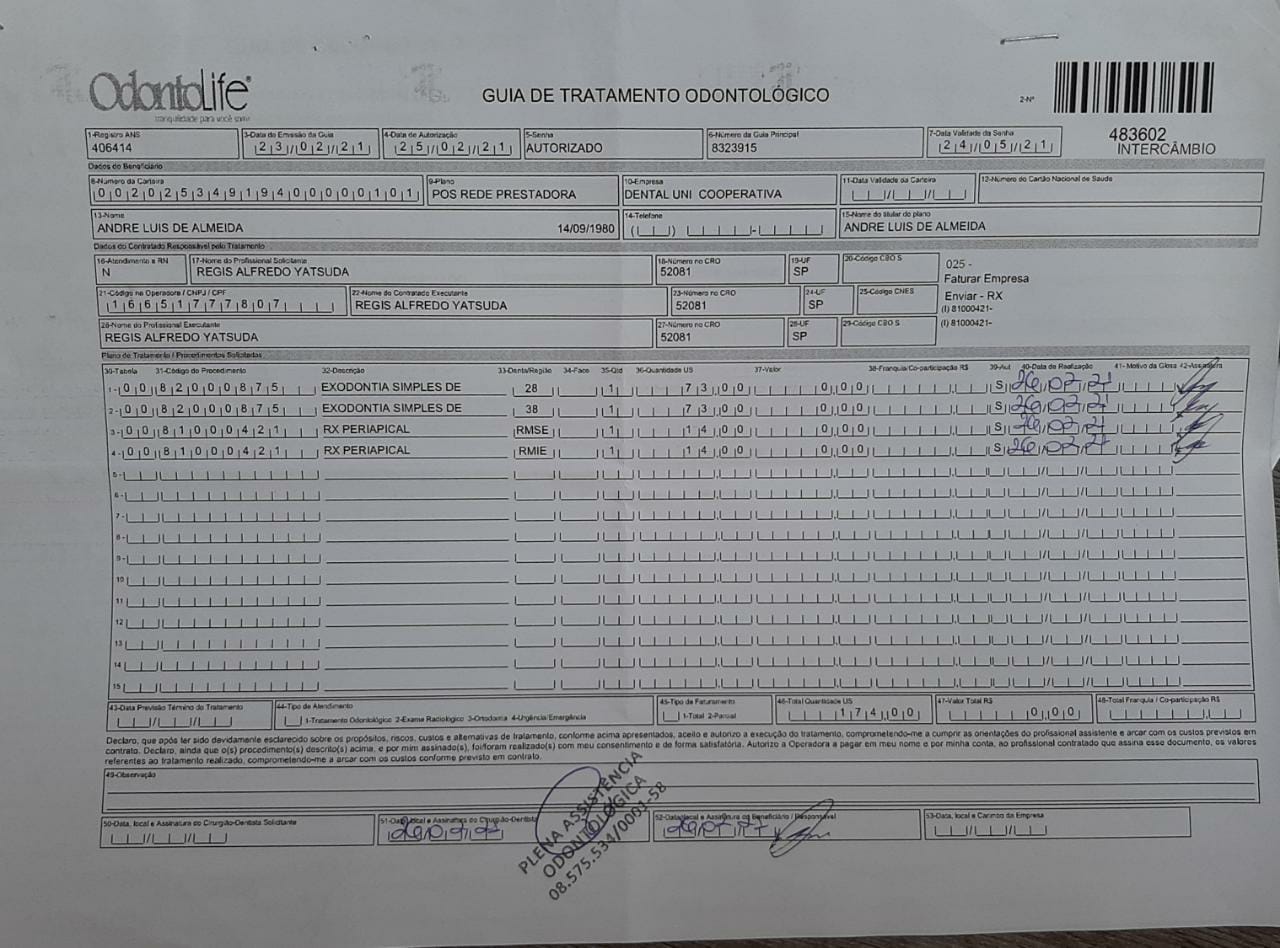 OdontoLife®
tranquilidade para você sorrir
GUIA DE TRATAMENTO ODONTOLÓGICO
2-Nº
483602
INTERCÂMBIO
1-Registro ANS
406414
3-Data de Emissão da Guia
23/02/21
4-Data de Autorização
25/02/21
5-Senha
AUTORIZADO
6-Número da Guia Principal
8323915
7-Data Validade da Senha
24/05/21
Dados do Beneficiário
8-Número da Carteira
00202534919400000101
9-Plano
POS REDE PRESTADORA
10-Empresa
DENTAL UNI COOPERATIVA
11-Data Validade da Carteira
12-Número do Cartão Nacional de Saúde
13-Nome
ANDRE LUIS DE ALMEIDA 14/09/1980
14-Telefone
15-Nome do titular do plano
ANDRE LUIS DE ALMEIDA
Dados do Contratado Responsável pelo Tratamento
16-Atendimento a RN
N
17-Nome do Profissional Solicitante
REGIS ALFREDO YATSUDA
18-Número no CRO
52081
19-UF
SP
20-Código CBO S
025 -
Faturar Empresa
Enviar - RX
(I) 81000421-
(I) 81000421-
21-Código na Operadora / CNPJ / CPF
16651777807
22-Nome do Contratado Executante
REGIS ALFREDO YATSUDA
23-Número no CRO
52081
24-UF
SP
25-Código CNES
26-Nome do Profissional Executante
REGIS ALFREDO YATSUDA
27-Número no CRO
52081
28-UF
SP
29-Código CBO S
Plano de Tratamento / Procedimentos Solicitados
30-Tabela 31-Código do Procedimento 32-Descrição 33-Dente/Região 34-Face 35-Qtd 36-Quantidade US 37-Valor 38-Franquia/Co-participação R$ 39-Aut 40-Data de Realização 41- Motivo da Glosa 42-Assinatura
1- 00 82000875 EXODONTIA SIMPLES DE 28 1 73,00 0,00 S 26/02/21
2- 00 82000875 EXODONTIA SIMPLES DE 38 1 73,00 0,00 S 26/02/21
3- 00 81000421 RX PERIAPICAL RMSE 1 14,00 0,00 S 26/02/21
4- 00 81000421 RX PERIAPICAL RMIE 1 14,00 0,00 S 26/02/21
5-
6-
7-
8-
9-
10
11
12
13
14
15
43-Data Previsão Término do Tratamento
44-Tipo de Atendimento
1-Tratamento Odontológico 2-Exame Radiológico 3-Ortodontia 4-Urgência/Emergência
45-Tipo de Faturamento
1-Total 2-Parcial
46-Total Quantidade US
174,00
47-Valor Total R$
0,00
48-Total Franquia / Co-participação R$
Declaro, que após ter sido devidamente esclarecido sobre os propósitos, riscos, custos e alternativas de tratamento, conforme acima apresentados, aceito e autorizo a execução do tratamento, comprometendo-me a cumprir as orientações do profissional assistente e arcar com os custos previstos em
contrato. Declaro, ainda que o(s) procedimento(s) descrito(s) acima, e por mim assinado(s), foi/foram realizado(s) com meu consentimento e de forma satisfatória. Autorizo a Operadora a pagar em meu nome e por minha conta, ao profissional contratado que assina esse documento, os valores
referentes ao tratamento realizado, comprometendo-me a arcar com os custos conforme previsto em contrato.
49-Observação
50-Data, local e Assinatura do Cirurgião-Dentista Solicitante
51-Data, local e Assinatura do Cirurgião-Dentista
52-Data, local e Assinatura do Beneficiário / Responsável
26/02/21
53-Data, local e Carimbo da Empresa
PLENA ASSISTÊNCIA
ODONTOLÓGICA
08.575.534/0001-58